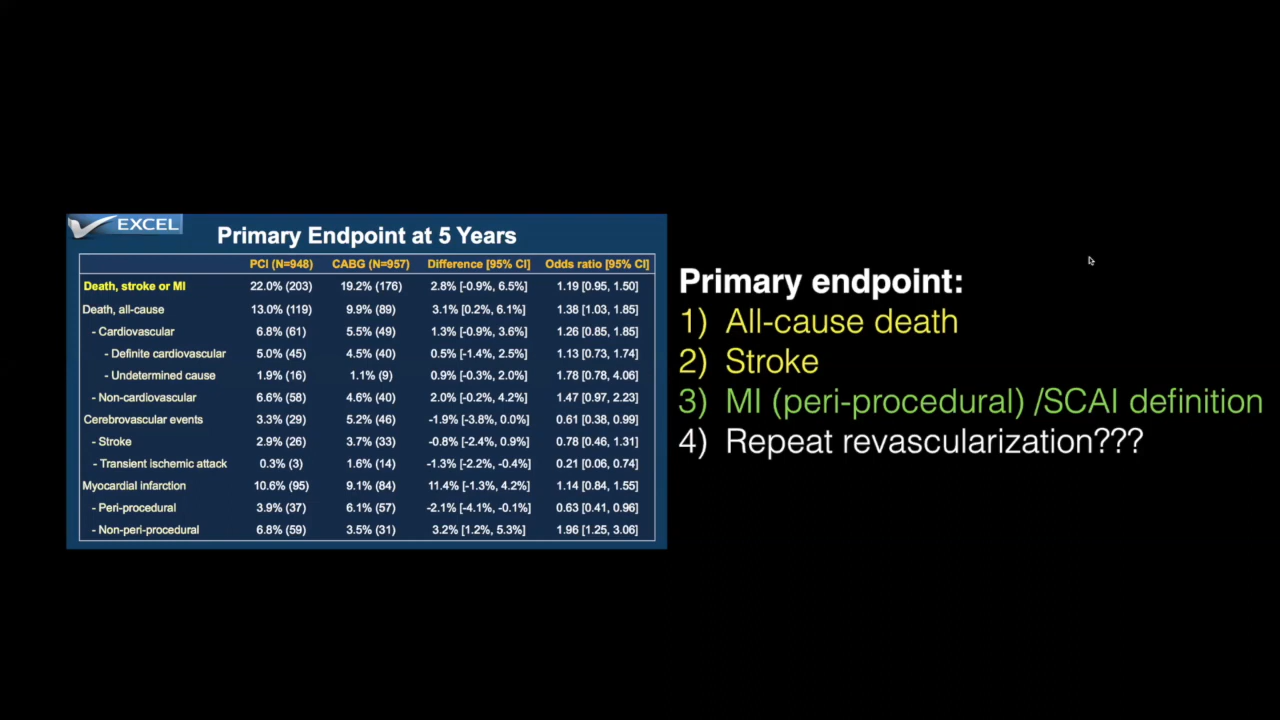 EXCEL
Primary Endpoint at 5 Years
PCI (N=948) CABG (N=957) Difference [95% CI] Odds ratio [95% CI]
Death, stroke or MI 22.0% (203) 19.2% (176) 2.8% [-0.9%, 6.5%] 1.19 [0.95, 1.50]
Death, all-cause 13.0% (119) 9.9% (89) 3.1% [0.2%, 6.1%] 1.38 [1.03, 1.85]
- Cardiovascular 6.8% (61) 5.5% (49) 1.3% [-0.9%, 3.6%] 1.26 [0.85, 1.85]
- Definite cardiovascular 5.0% (45) 4.5% (40) 0.5% [-1.4%, 2.5%] 1.13 [0.73, 1.74]
- Undetermined cause 1.9% (16) 1.1% (9) 0.9% [-0.3%, 2.0%] 1.78 [0.78, 4.06]
- Non-cardiovascular 6.6% (58) 4.6% (40) 2.0% [-0.2%, 4.2%] 1.47 [0.97, 2.23]
Cerebrovascular events 3.3% (29) 5.2% (46) -1.9% [-3.8%, 0.0%] 0.61 [0.38, 0.99]
- Stroke 2.9% (26) 3.7% (33) -0.8% [-2.4%, 0.9%] 0.78 [0.46, 1.31]
- Transient ischemic attack 0.3% (3) 1.6% (14) -1.3% [-2.2%, -0.4%] 0.21 [0.06, 0.74]
Myocardial infarction 10.6% (95) 9.1% (84) 11.4% [-1.3%, 4.2%] 1.14 [0.84, 1.55]
- Peri-procedural 3.9% (37) 6.1% (57) -2.1% [-4.1%, -0.1%] 0.63 [0.41, 0.96]
- Non-peri-procedural 6.8% (59) 3.5% (31) 3.2% [1.2%, 5.3%] 1.96 [1.25, 3.06]
Primary endpoint:
1) All-cause death
2) Stroke
3) MI (peri-procedural) /SCAI definition
4) Repeat revascularization???